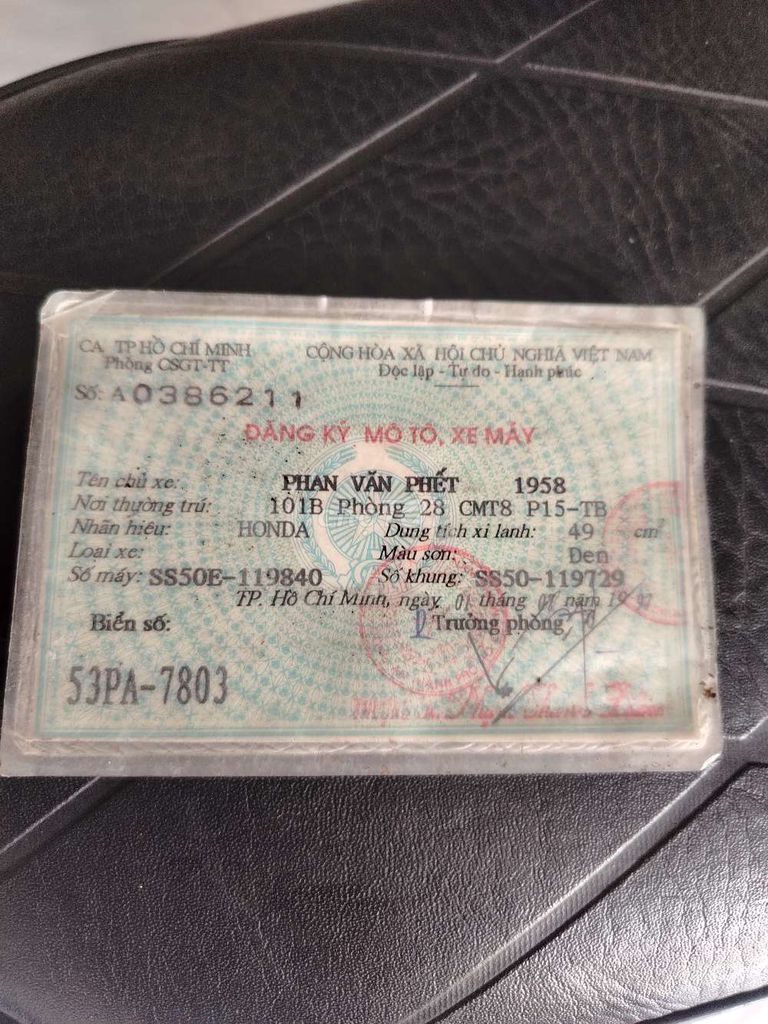 CA TP HỒ CHÍ MINH CỘNG HÒA XÃ HỘI CHỦ NGHĨA VIỆT NAM
Phòng CSGT-TT Độc lập - Tự do - Hạnh phúc
Số: A 0386211
ĐĂNG KÝ MÔ TÔ, XE MÁY
Tên chủ xe: PHAN VĂN PHẾT 1958
Nơi thường trú: 101B Phòng 28 CMT8 P15-TB
Nhãn hiệu: HONDA Dung tích xi lanh: 49 cm³
Loại xe: Màu sơn: Đen
Số máy: SS50E-119840 Số khung: SS50-119729
TP. Hồ Chí Minh, ngày 01 tháng 07 năm 1997
Biển số: Trưởng phòng
53PA-7803